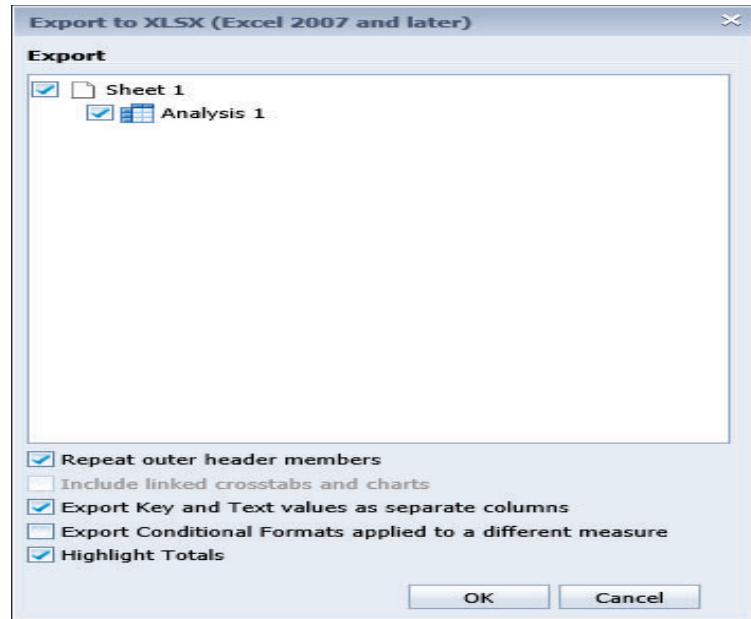 Export to XLSX (Excel 2007 and later)
Export
Sheet 1
Analysis 1
Repeat outer header members
Include linked crosstabs and charts
Export Key and Text values as separate columns
Export Conditional Formats applied to a different measure
Highlight Totals
OK Cancel